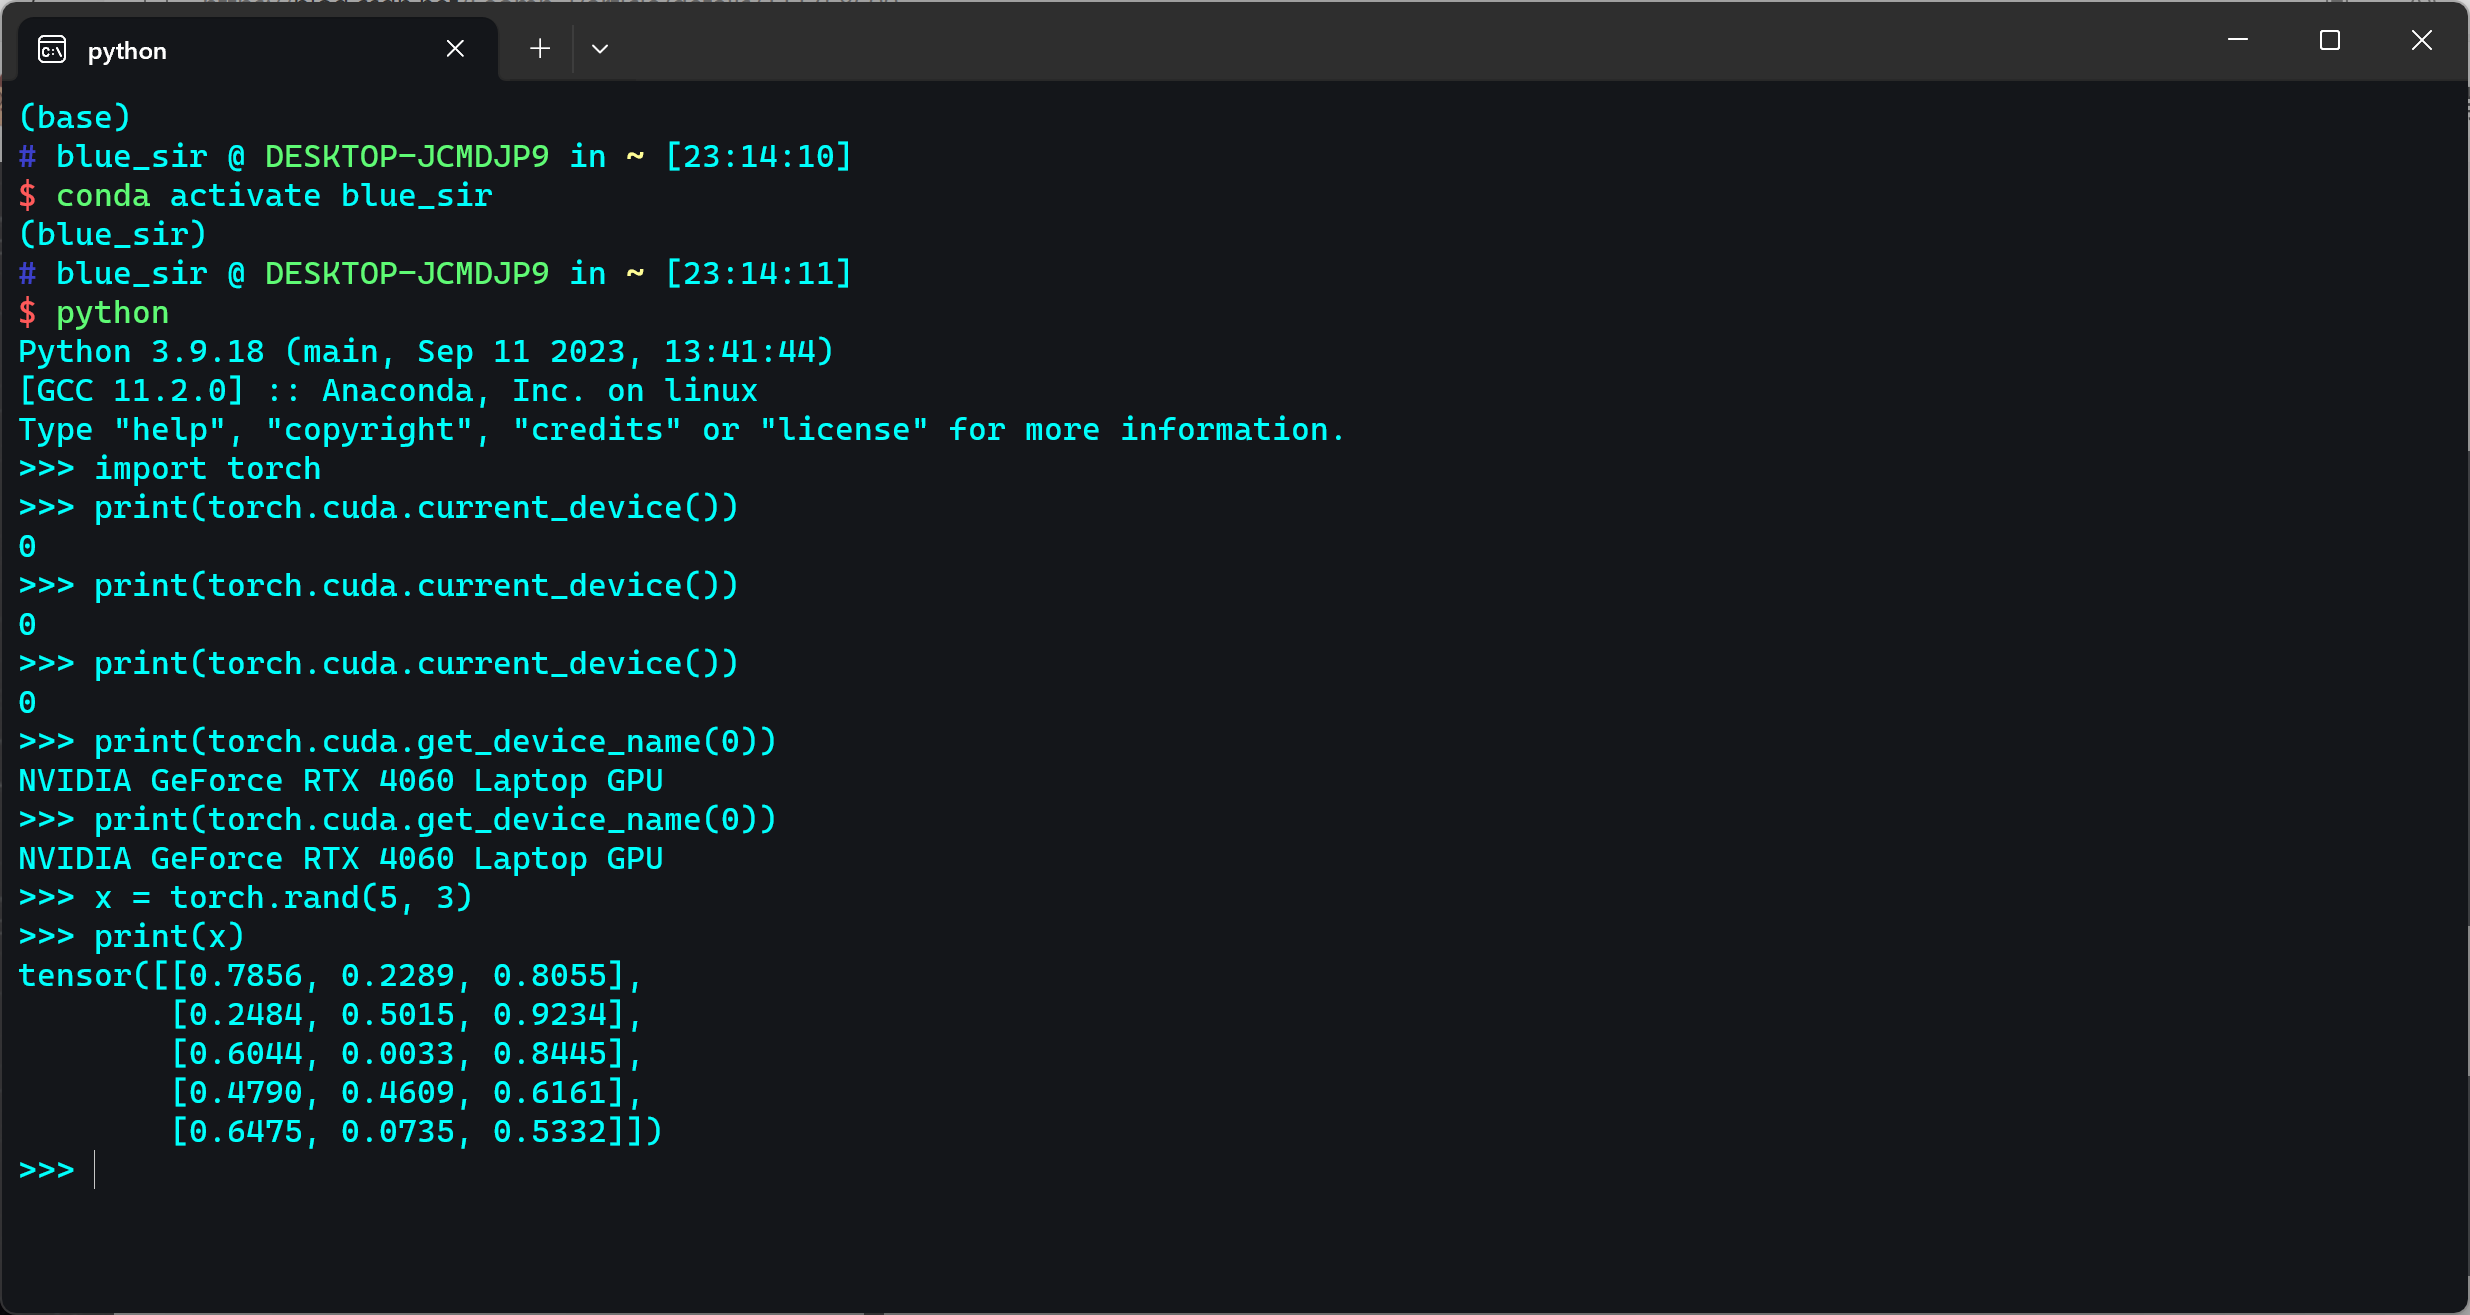 python
(base)
# blue_sir @ DESKTOP-JCMDJP9 in ~ [23:14:10]
$ conda activate blue_sir
(blue_sir)
# blue_sir @ DESKTOP-JCMDJP9 in ~ [23:14:11]
$ python
Python 3.9.18 (main, Sep 11 2023, 13:41:44)
[GCC 11.2.0] :: Anaconda, Inc. on linux
Type "help", "copyright", "credits" or "license" for more information.
>>> import torch
>>> print(torch.cuda.current_device())
0
>>> print(torch.cuda.current_device())
0
>>> print(torch.cuda.current_device())
0
>>> print(torch.cuda.get_device_name(0))
NVIDIA GeForce RTX 4060 Laptop GPU
>>> print(torch.cuda.get_device_name(0))
NVIDIA GeForce RTX 4060 Laptop GPU
>>> x = torch.rand(5, 3)
>>> print(x)
tensor([[0.7856, 0.2289, 0.8055],
        [0.2484, 0.5015, 0.9234],
        [0.6044, 0.0033, 0.8445],
        [0.4790, 0.4609, 0.6161],
        [0.6475, 0.0735, 0.5332]])
>>>